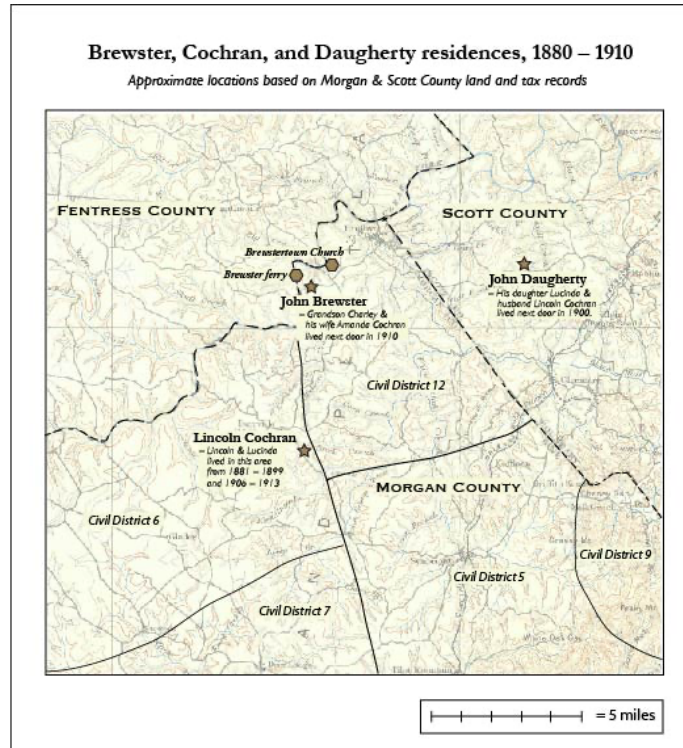 Brewster, Cochran, and Daugherty residences, 1880 – 1910
Approximate locations based on Morgan & Scott County land and tax records
Fentress County
Scott County
Brewstertown Church
Brewster ferry
John Brewster
– Grandson Charley &
his wife Amanda Cochran
lived next door in 1910
John Daugherty
– His daughter Lucinda &
husband Lincoln Cochran
lived next door in 1900.
Civil District 12
Lincoln Cochran
– Lincoln & Lucinda
lived in this area
from 1881 – 1899
and 1906 – 1913
Morgan County
Civil District 6
Civil District 9
Civil District 5
Civil District 7
= 5 miles